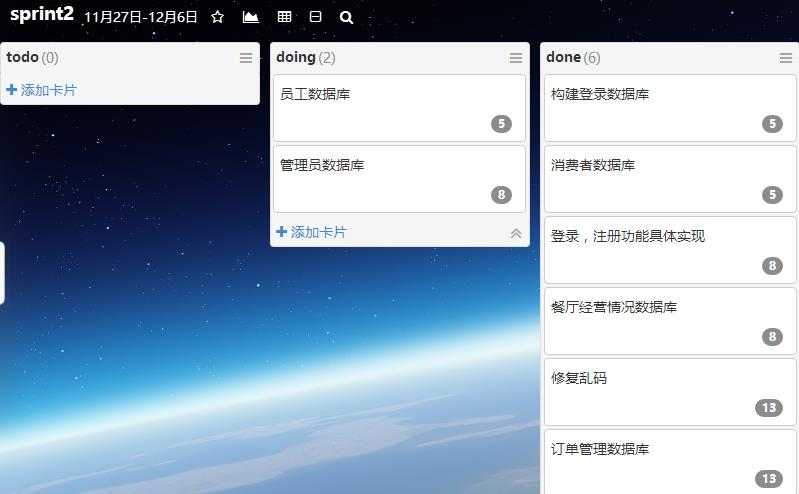 sprint2 11月27日-12月6日
todo (0)
添加卡片
doing (2)
员工数据库
5
管理员数据库
8
添加卡片
done (6)
构建登录数据库
5
消费者数据库
5
登录，注册功能具体实现
8
餐厅经营情况数据库
8
修复乱码
13
订单管理数据库
13